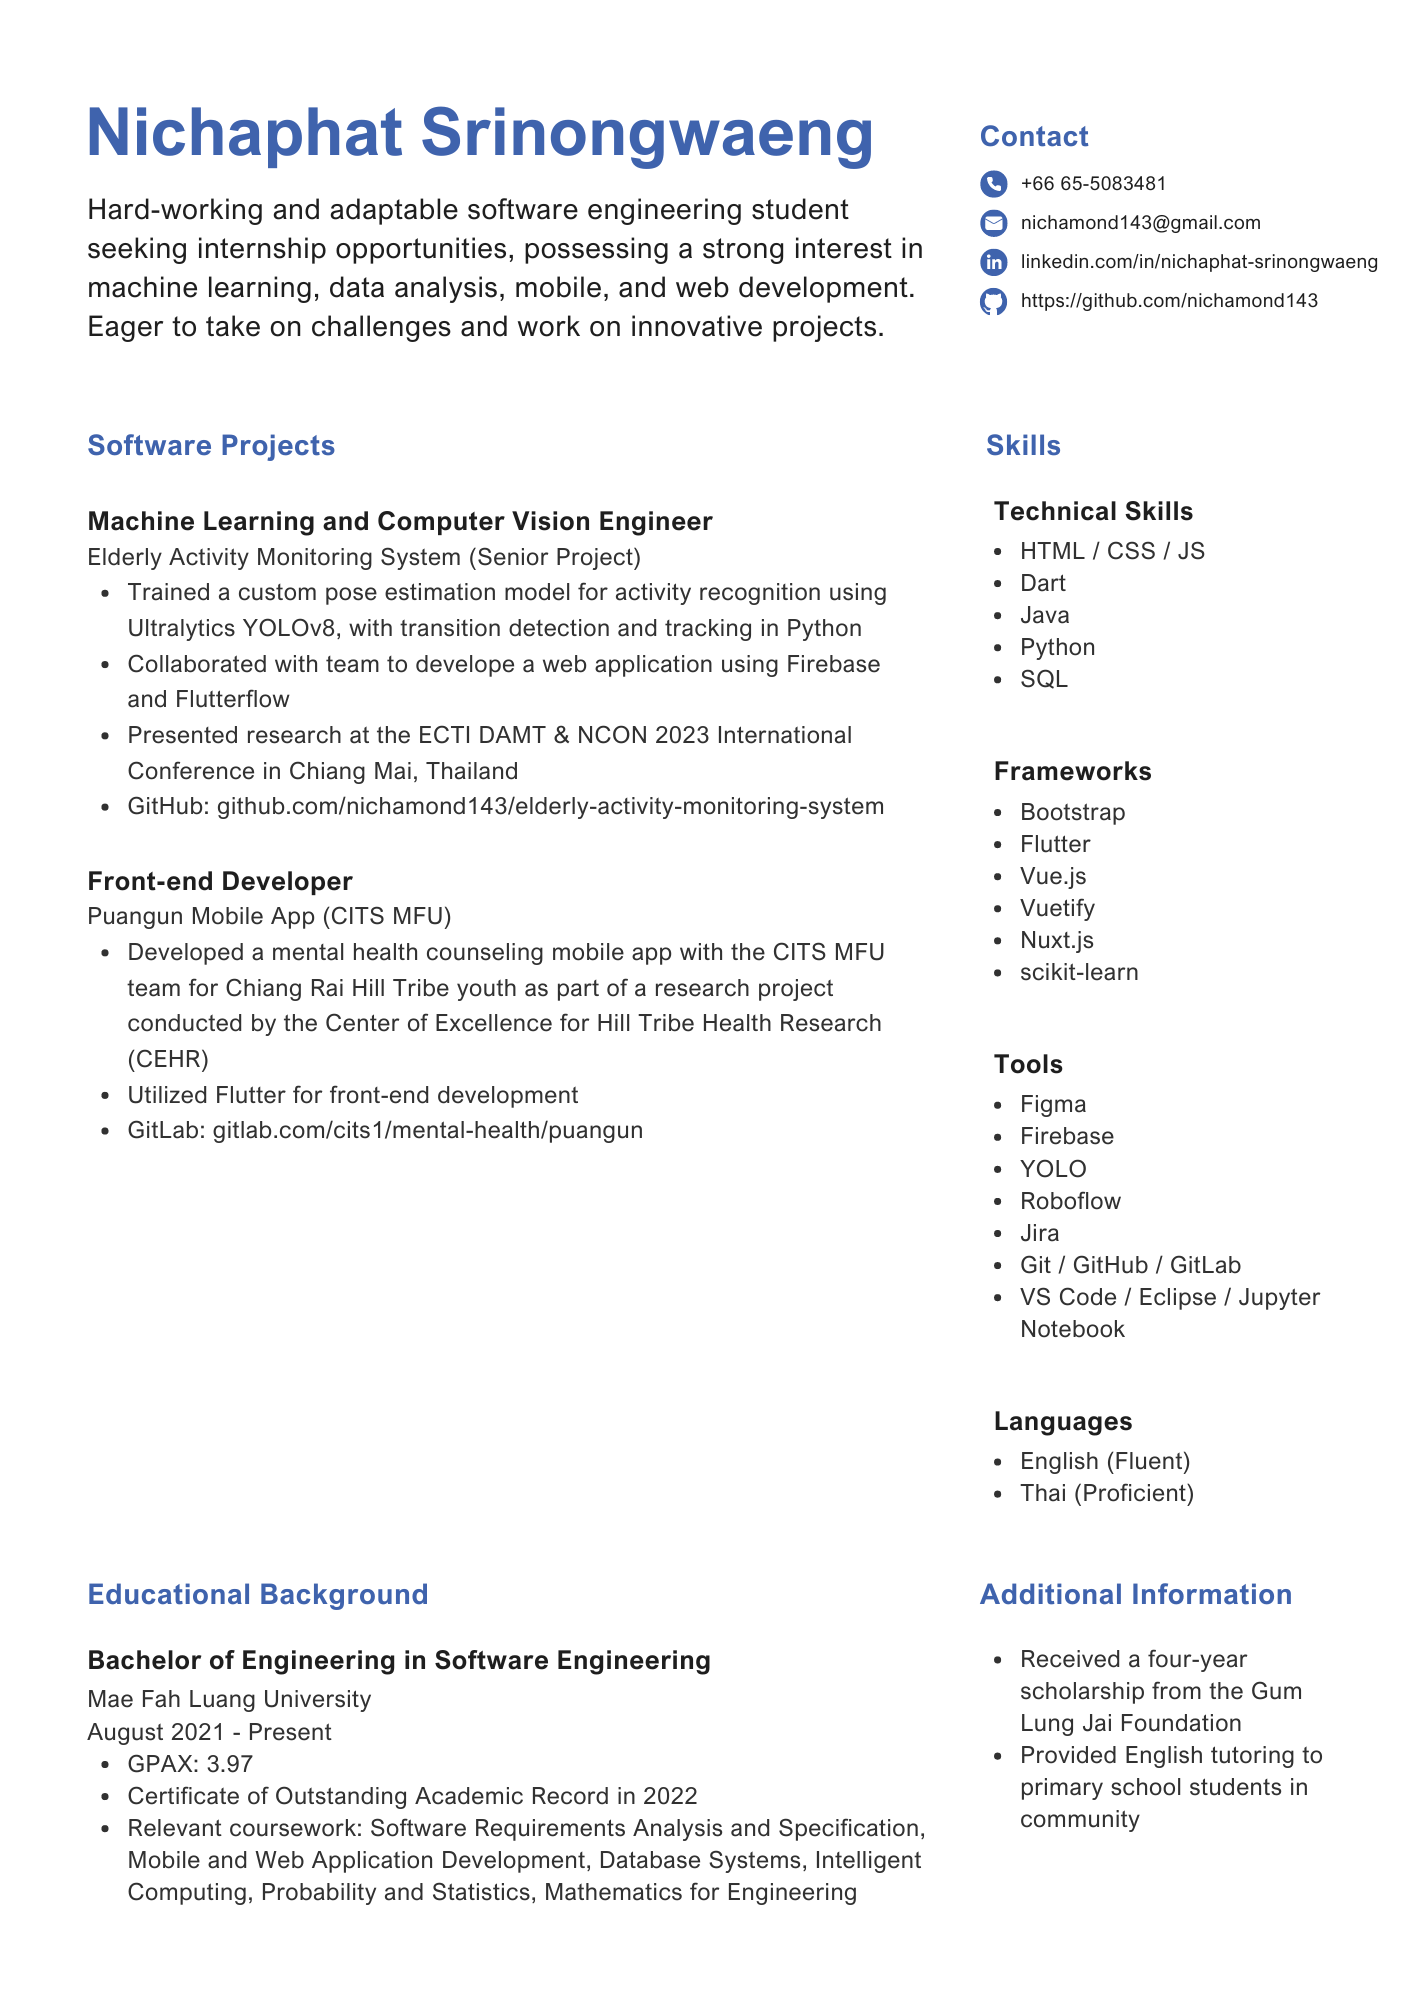 Nichaphat Srinongwaeng
Hard-working and adaptable software engineering student
seeking internship opportunities, possessing a strong interest in
machine learning, data analysis, mobile, and web development.
Eager to take on challenges and work on innovative projects.
Contact
+66 65-5083481
nichamond143@gmail.com
linkedin.com/in/nichaphat-srinongwaeng
https://github.com/nichamond143
Software Projects
Machine Learning and Computer Vision Engineer
Elderly Activity Monitoring System (Senior Project)
• Trained a custom pose estimation model for activity recognition using
Ultralytics YOLOv8, with transition detection and tracking in Python
• Collaborated with team to develope a web application using Firebase
and Flutterflow
• Presented research at the ECTI DAMT & NCON 2023 International
Conference in Chiang Mai, Thailand
• GitHub: github.com/nichamond143/elderly-activity-monitoring-system
Front-end Developer
Puangun Mobile App (CITS MFU)
• Developed a mental health counseling mobile app with the CITS MFU
team for Chiang Rai Hill Tribe youth as part of a research project
conducted by the Center of Excellence for Hill Tribe Health Research
(CEHR)
• Utilized Flutter for front-end development
• GitLab: gitlab.com/cits1/mental-health/puangun
Skills
Technical Skills
• HTML / CSS / JS
• Dart
• Java
• Python
• SQL
Frameworks
• Bootstrap
• Flutter
• Vue.js
• Vuetify
• Nuxt.js
• scikit-learn
Tools
• Figma
• Firebase
• YOLO
• Roboflow
• Jira
• Git / GitHub / GitLab
• VS Code / Eclipse / Jupyter
Notebook
Languages
• English (Fluent)
• Thai (Proficient)
Educational Background
Bachelor of Engineering in Software Engineering
Mae Fah Luang University
August 2021 - Present
• GPAX: 3.97
• Certificate of Outstanding Academic Record in 2022
• Relevant coursework: Software Requirements Analysis and Specification,
Mobile and Web Application Development, Database Systems, Intelligent
Computing, Probability and Statistics, Mathematics for Engineering
Additional Information
• Received a four-year
scholarship from the Gum
Lung Jai Foundation
• Provided English tutoring to
primary school students in
community